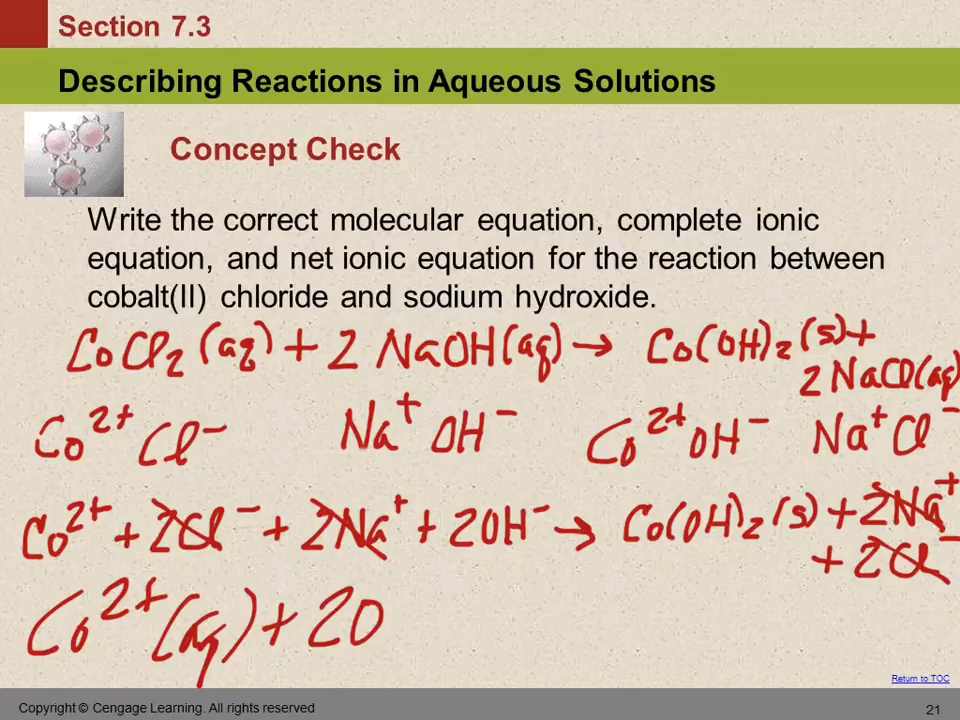 Section 7.3
Describing Reactions in Aqueous Solutions
Concept Check
Write the correct molecular equation, complete ionic
equation, and net ionic equation for the reaction between
cobalt(II) chloride and sodium hydroxide.
CoCl₂ (aq) + 2 NaOH(aq) → Co(OH)₂ (s) +
2 NaCl(aq)
Co²⁺ Cl⁻ Na⁺ OH⁻ Co²⁺ OH⁻ Na⁺ Cl⁻
Co²⁺ + 2Cl⁻ + 2Na⁺ + 2OH⁻ → Co(OH)₂ (s) + 2Na⁺
+ 2Cl⁻
Co²⁺(aq) + 2O
Return to TOC
Copyright © Cengage Learning. All rights reserved
21